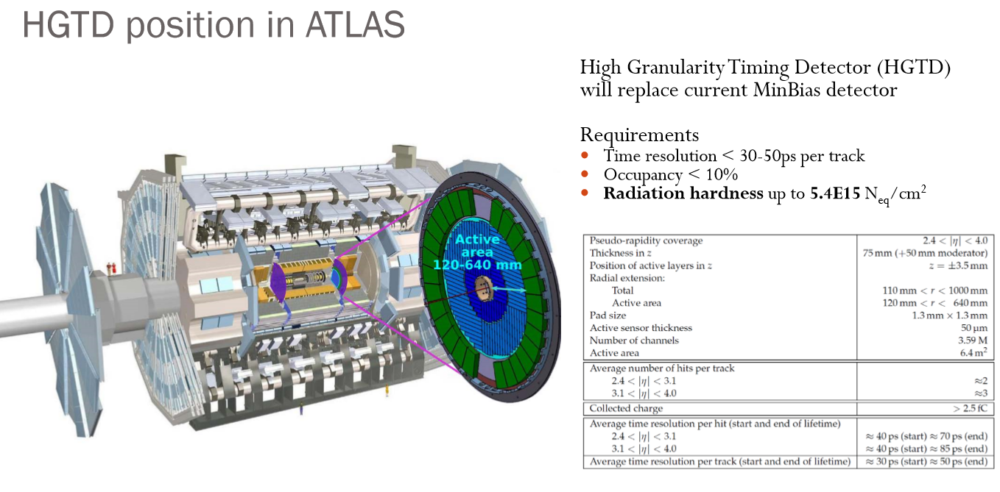 HGTD position in ATLAS
High Granularity Timing Detector (HGTD)
will replace current MinBias detector
Requirements
• Time resolution < 30-50ps per track
• Occupancy < 10%
• Radiation hardness up to 5.4E15 Neq/cm²
Active
area
120-640 mm
Pseudo-rapidity coverage 2.4 < |η| < 4.0
Thickness in z 75 mm (+50 mm moderator)
Position of active layers in z z = ±3.5 mm
Radial extension:
Total 110 mm < r < 1000 mm
Active area 120 mm < r < 640 mm
Pad size 1.3 mm × 1.3 mm
Active sensor thickness 50 µm
Number of channels 3.59 M
Active area 6.4 m²
Average number of hits per track
2.4 < |η| < 3.1 ≈2
3.1 < |η| < 4.0 ≈3
Collected charge > 2.5 fC
Average time resolution per hit (start and end of lifetime)
2.4 < |η| < 3.1 ≈ 40 ps (start) ≈ 70 ps (end)
3.1 < |η| < 4.0 ≈ 40 ps (start) ≈ 85 ps (end)
Average time resolution per track (start and end of lifetime) ≈ 30 ps (start) ≈ 50 ps (end)